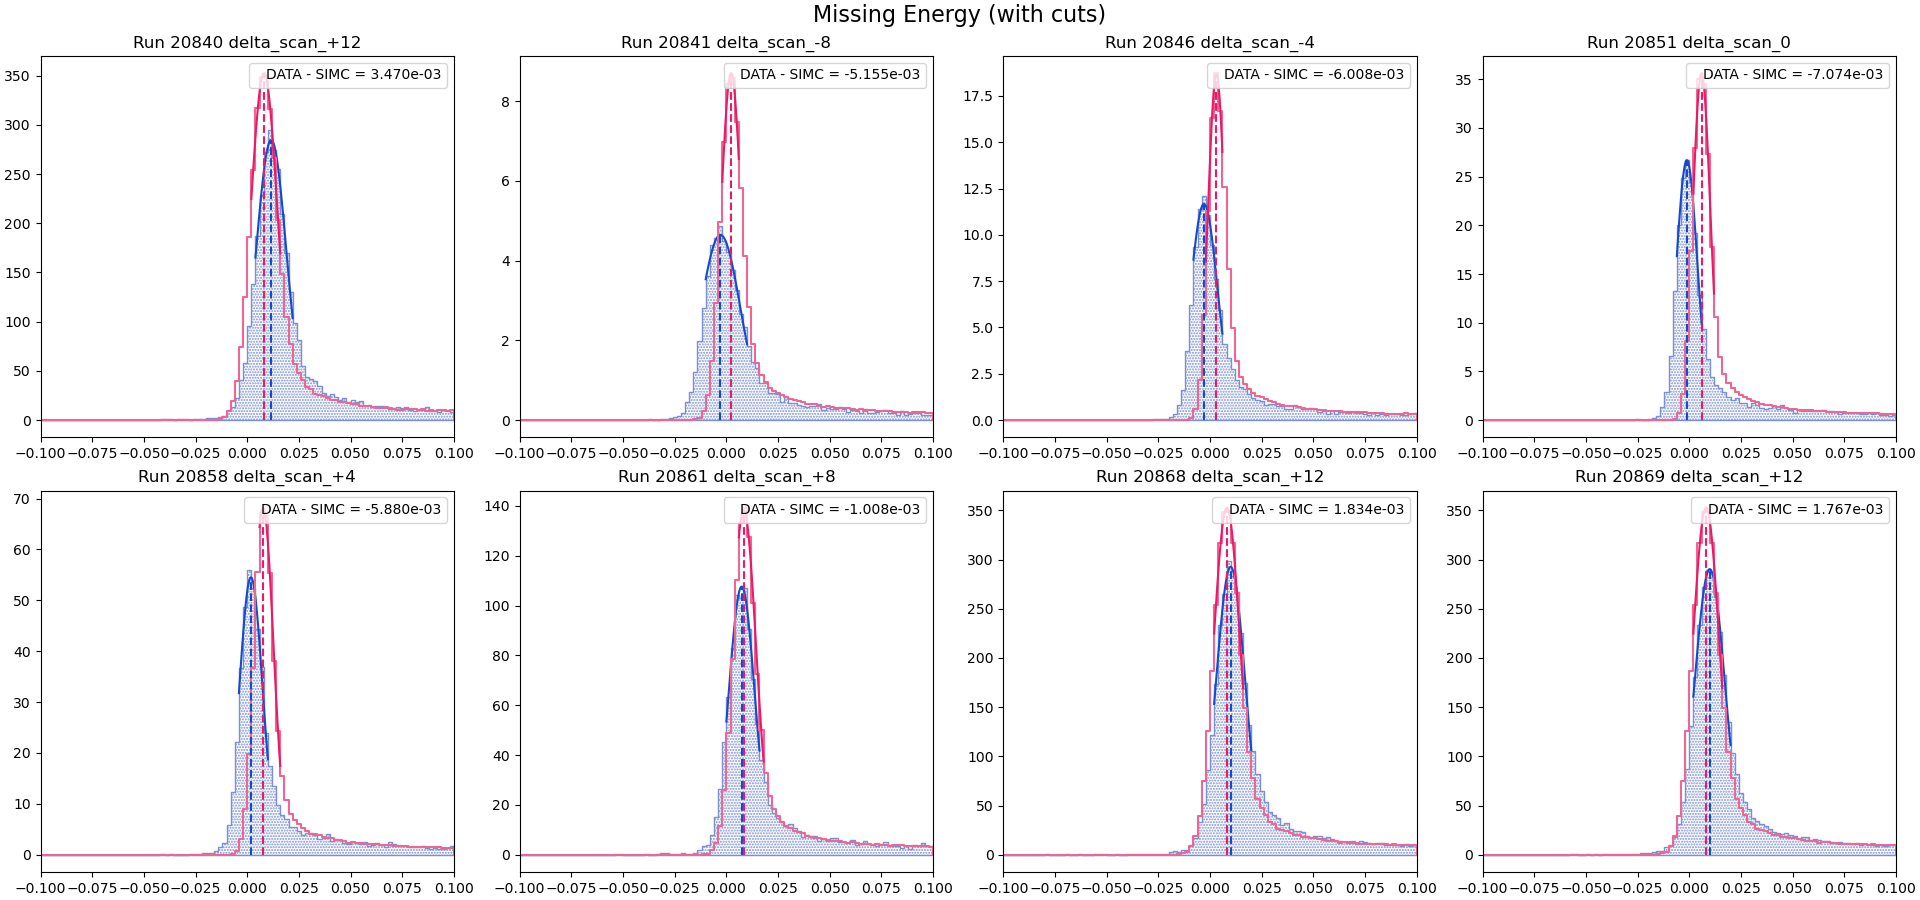 Missing Energy (with cuts)
Run 20840 delta_scan_+12
DATA - SIMC = 3.470e-03
350
300
250
200
150
100
50
0
−0.100 −0.075 −0.050 −0.025 0.000 0.025 0.050 0.075 0.100
Run 20841 delta_scan_-8
DATA - SIMC = -5.155e-03
8
6
4
2
0
−0.100 −0.075 −0.050 −0.025 0.000 0.025 0.050 0.075 0.100
Run 20846 delta_scan_-4
DATA - SIMC = -6.008e-03
17.5
15.0
12.5
10.0
7.5
5.0
2.5
0.0
−0.100 −0.075 −0.050 −0.025 0.000 0.025 0.050 0.075 0.100
Run 20851 delta_scan_0
DATA - SIMC = -7.074e-03
35
30
25
20
15
10
5
0
−0.100 −0.075 −0.050 −0.025 0.000 0.025 0.050 0.075 0.100
Run 20858 delta_scan_+4
DATA - SIMC = -5.880e-03
70
60
50
40
30
20
10
0
−0.100 −0.075 −0.050 −0.025 0.000 0.025 0.050 0.075 0.100
Run 20861 delta_scan_+8
DATA - SIMC = -1.008e-03
140
120
100
80
60
40
20
0
−0.100 −0.075 −0.050 −0.025 0.000 0.025 0.050 0.075 0.100
Run 20868 delta_scan_+12
DATA - SIMC = 1.834e-03
350
300
250
200
150
100
50
0
−0.100 −0.075 −0.050 −0.025 0.000 0.025 0.050 0.075 0.100
Run 20869 delta_scan_+12
DATA - SIMC = 1.767e-03
350
300
250
200
150
100
50
0
−0.100 −0.075 −0.050 −0.025 0.000 0.025 0.050 0.075 0.100